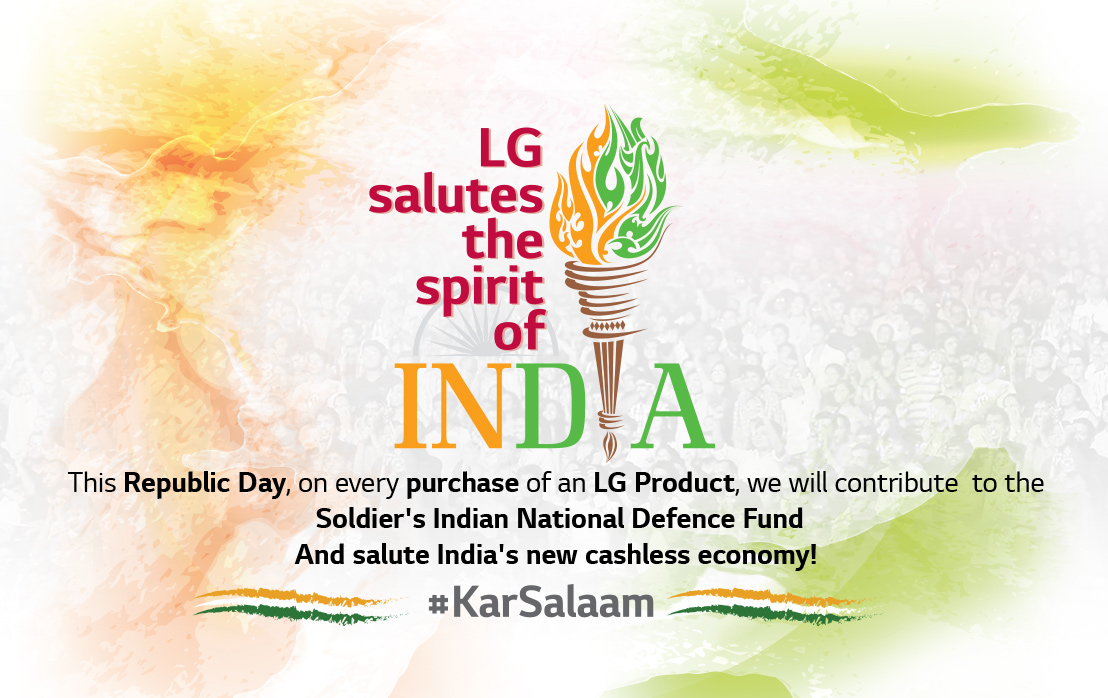 LG
salutes
the
spirit
of
INDIA
This Republic Day, on every purchase of an LG Product, we will contribute  to the
Soldier's Indian National Defence Fund
And salute India's new cashless economy!
#KarSalaam